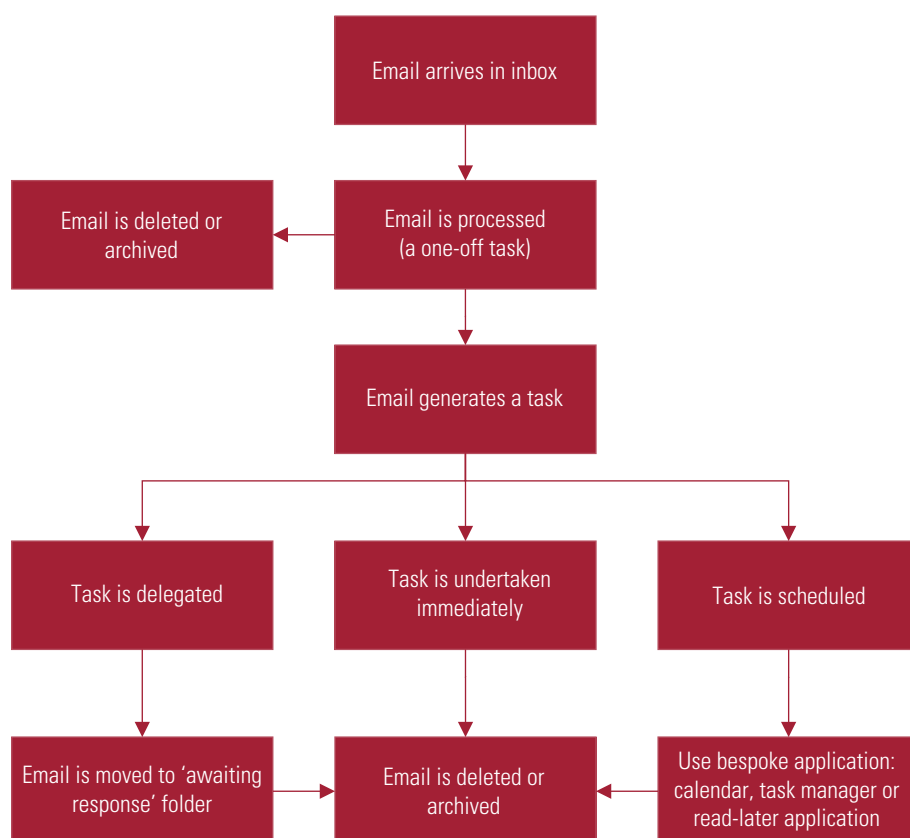 Email arrives in inbox
Email is deleted or
archived
Email is processed
(a one-off task)
Email generates a task
Task is delegated
Task is undertaken
immediately
Task is scheduled
Email is moved to ‘awaiting
response’ folder
Email is deleted or
archived
Use bespoke application:
calendar, task manager or
read-later application